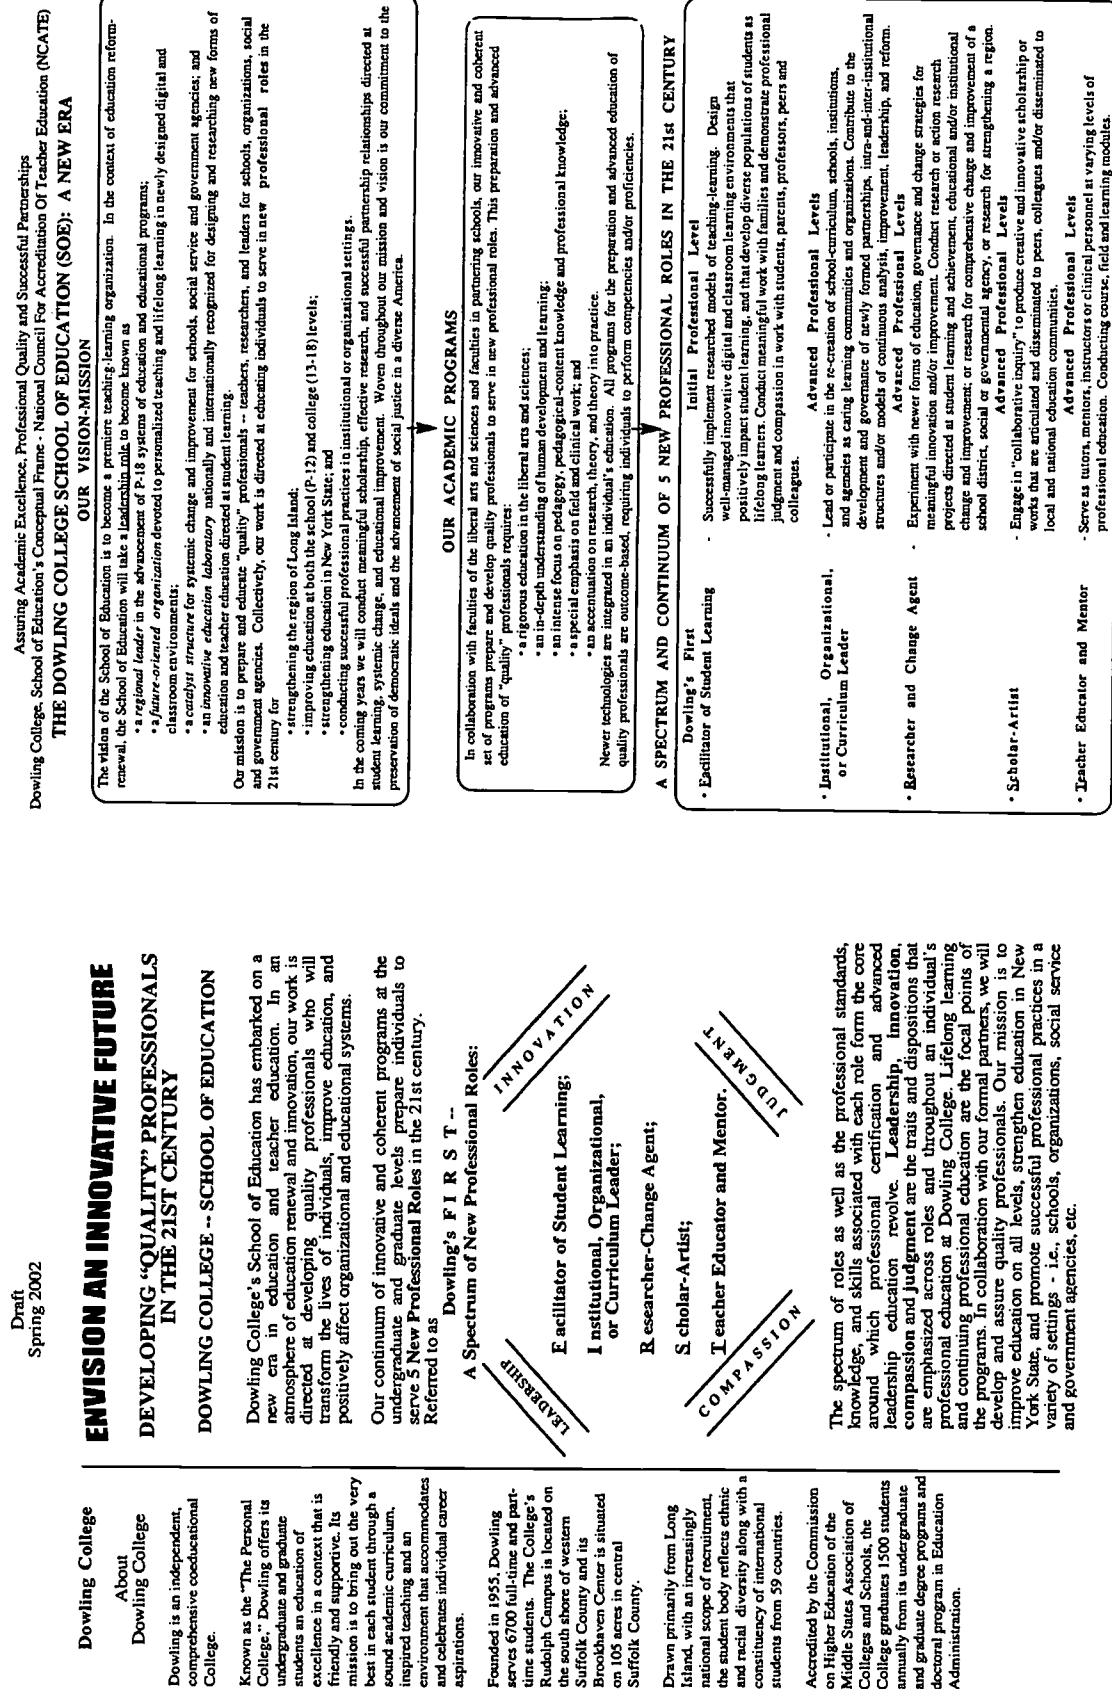 Dowling College
About
Dowling College
Dowling is an independent,
comprehensive coeducational
College.
Known as the "The Personal
College," Dowling offers its
undergraduate and graduate
students an education of
excellence in a context that is
friendly and supportive. Its
mission is to bring out the very
best in each student through a
sound academic curriculum,
inspired teaching and an
environment that accommodates
and celebrates individual career
aspirations.
Founded in 1955, Dowling
serves 6700 full-time and part-
time students. The College's
Rudolph Campus is located on
the south shore of western
Suffolk County and its
Brookhaven Center is situated
on 105 acres in central
Suffolk County.
Drawn primarily from Long
Island, with an increasingly
national scope of recruitment,
the student body reflects ethnic
and racial diversity along with a
constituency of international
students from 59 countries.
Accredited by the Commission
on Higher Education of the
Middle States Association of
Colleges and Schools, the
College graduates 1500 students
annually from its undergraduate
and graduate degree programs and
doctoral program in Education
Administration.
Draft
Spring 2002
ENVISION AN INNOVATIVE FUTURE
DEVELOPING "QUALITY" PROFESSIONALS
IN THE 21ST CENTURY
DOWLING COLLEGE -- SCHOOL OF EDUCATION
Dowling College's School of Education has embarked on a
new era in education and teacher education. In an
atmosphere of education renewal and innovation, our work is
directed at developing quality professionals who will
transform the lives of individuals, improve education, and
positively affect organizational and educational systems.
Our continuum of innovative and coherent programs at the
undergraduate and graduate levels prepare individuals to
serve 5 New Professional Roles in the 21st century.
Referred to as
Dowling's F I R S T --
A Spectrum of New Professional Roles:
LEADERSHIP
INNOVATION
F acilitator of Student Learning;
I nstitutional, Organizational,
or Curriculum Leader;
R esearcher-Change Agent;
S cholar-Artist;
T eacher Educator and Mentor.
COMPASSION
JUDGMENT
The spectrum of roles as well as the professional standards,
knowledge, and skills associated with each role form the core
around which professional certification and advanced
leadership education revolve. Leadership, innovation,
compassion and judgment are the traits and dispositions that
are emphasized across roles and throughout an individual's
professional education at Dowling College. Lifelong learning
and continuing professional education are the focal points of
the programs. In collaboration with our formal partners, we will
develop and assure quality professionals. Our mission is to
improve education on all levels, strengthen education in New
York State, and promote successful professional practices in a
variety of settings - i.e., schools, organizations, social service
and government agencies, etc.
Assuring Academic Excellence, Professional Quality and Successful Partnerships
Dowling College, School of Education's Conceptual Frame - National Council For Accreditation Of Teacher Education (NCATE)
THE DOWLING COLLEGE SCHOOL OF EDUCATION (SOE): A NEW ERA
OUR VISION-MISSION
The vision of the School of Education is to become a premiere teaching-learning organization. In the context of education reform-
renewal, the School of Education will take a leadership role to become known as
• a regional leader in the advancement of P-18 systems of education and educational programs;
• a future-oriented organization devoted to personalized teaching and lifelong learning in newly designed digital and
classroom environments;
• a catalyst structure for systemic change and improvement for schools, social service and government agencies; and
• an innovative education laboratory nationally and internationally recognized for designing and researching new forms of
education and teacher education directed at student learning.
Our mission is to prepare and educate "quality" professionals -- teachers, researchers, and leaders for schools, organizations, social
and government agencies. Collectively, our work is directed at educating individuals to serve in new professional roles in the
21st century for
• strengthening the region of Long Island;
• improving education at both the school (P-12) and college (13-18) levels;
• strengthening education in New York State; and
• conducting successful professional practices in institutional or organizational settings.
In the coming years we will conduct meaningful scholarship, effective research, and successful partnership relationships directed at
student learning, systemic change, and educational improvement. Woven throughout our mission and vision is our commitment to the
preservation of democratic ideals and the advancement of social justice in a diverse America.
OUR ACADEMIC PROGRAMS
In collaboration with faculties of the liberal arts and sciences and faculties in partnering schools, our innovative and coherent
set of programs prepare and develop quality professionals to serve in new professional roles. This preparation and advanced
education of "quality" professionals requires:
• a rigorous education in the liberal arts and sciences;
• an in-depth understanding of human development and learning;
• an intense focus on pedagogy, pedagogical-content knowledge and professional knowledge;
• a special emphasis on field and clinical work; and
• an accentuation on research, theory, and theory into practice.
Newer technologies are integrated in an individual's education. All programs for the preparation and advanced education of
quality professionals are outcome-based, requiring individuals to perform competencies and/or proficiencies.
A SPECTRUM AND CONTINUUM OF 5 NEW PROFESSIONAL ROLES IN THE 21st CENTURY
Dowling's First
Initial Professional Level
• Facilitator of Student Learning - Successfully implement researched models of teaching-learning. Design
well-managed innovative digital and classroom learning environments that
positively impact student learning, and that develop diverse populations of students as
lifelong learners. Conduct meaningful work with families and demonstrate professional
judgment and compassion in work with students, parents, professors, peers and
colleagues.
Advanced Professional Levels
• Institutional, Organizational, - Lead or participate in the re-creation of school-curriculum, schools, institutions,
or Curriculum Leader and agencies as caring learning communities and organizations. Contribute to the
development and governance of newly formed partnerships, intra-and-inter-institutional
structures and/or models of continuous analysis, improvement, leadership, and reform.
Advanced Professional Levels
• Researcher and Change Agent - Experiment with newer forms of education, governance and change strategies for
meaningful innovation and/or improvement. Conduct research or action research
projects directed at student learning and achievement, educational and/or institutional
change and improvement, or research for comprehensive change and improvement of a
school district, social or governmental agency, or research for strengthening a region.
Advanced Professional Levels
• Scholar-Artist - Engage in "collaborative inquiry" to produce creative and innovative scholarship or
works that are articulated and disseminated to peers, colleagues and/or disseminated to
local and national education communities.
Advanced Professional Levels
• Teacher Educator and Mentor - Serve as tutors, mentors, instructors or clinical personnel at varying levels of
professional education. Conducting course, field and learning modules.